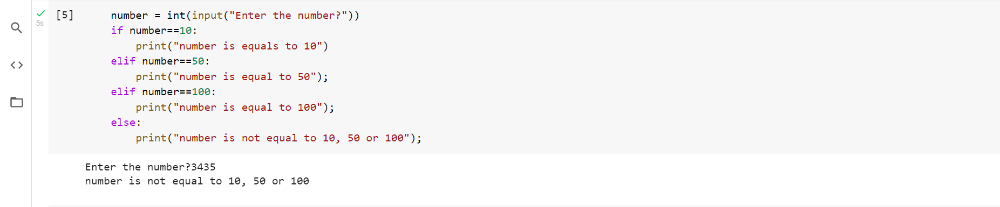 5s
[5] number = int(input("Enter the number?"))
if number==10:
    print("number is equals to 10")
elif number==50:
    print("number is equal to 50");
elif number==100:
    print("number is equal to 100");
else:
    print("number is not equal to 10, 50 or 100");
Enter the number?3435
number is not equal to 10, 50 or 100